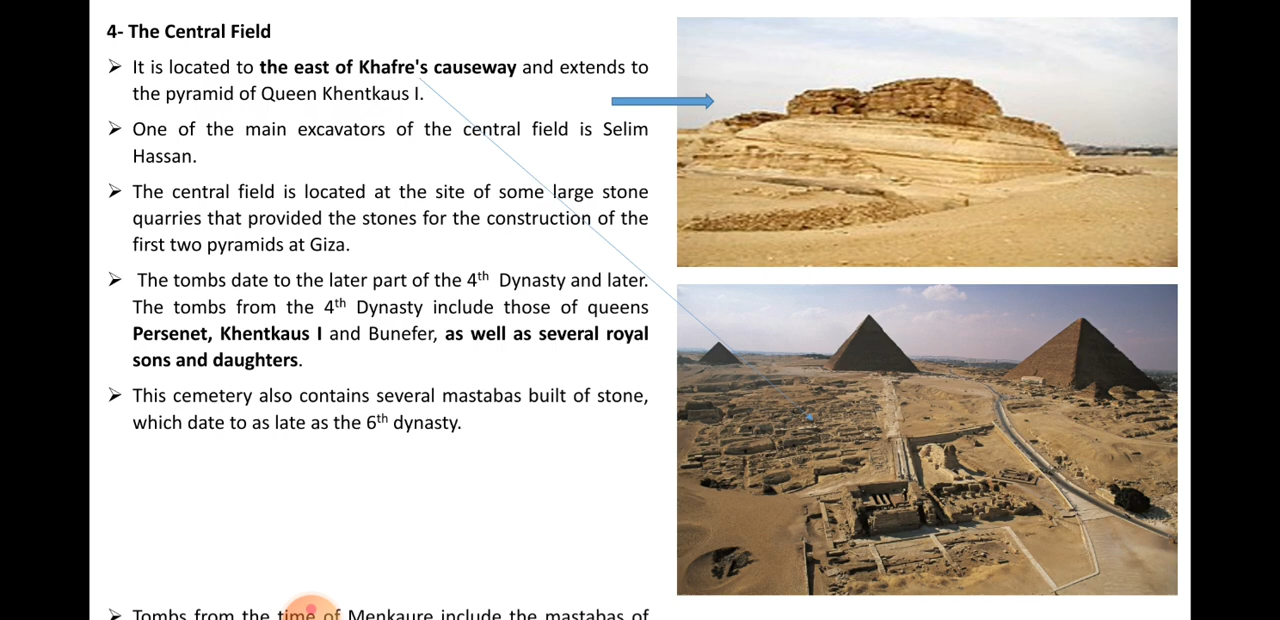 4- The Central Field
➢ It is located to the east of Khafre's causeway and extends to
the pyramid of Queen Khentkaus I.
➢ One of the main excavators of the central field is Selim
Hassan.
➢ The central field is located at the site of some large stone
quarries that provided the stones for the construction of the
first two pyramids at Giza.
➢ The tombs date to the later part of the 4th Dynasty and later.
The tombs from the 4th Dynasty include those of queens
Persenet, Khentkaus I and Bunefer, as well as several royal
sons and daughters.
➢ This cemetery also contains several mastabas built of stone,
which date to as late as the 6th dynasty.
➢ Tombs from the time of Menkaure include the mastabas of